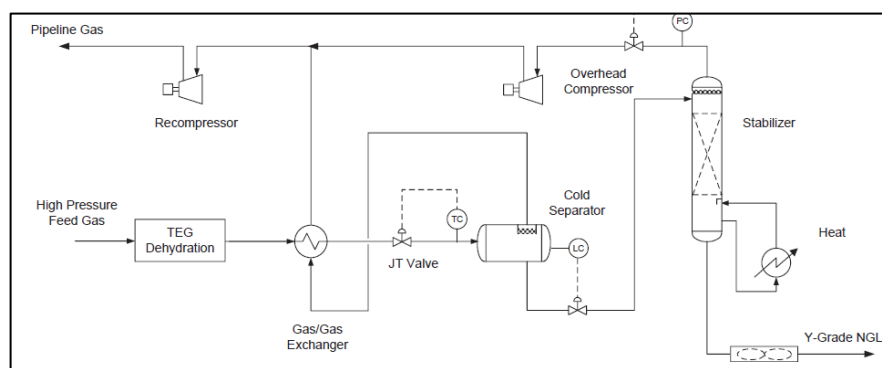 Pipeline Gas
PC
Overhead
Compressor
Recompressor
Stabilizer
High Pressure
Feed Gas
TEG
Dehydration
TC
Cold
Separator
LC
JT Valve
Heat
Gas/Gas
Exchanger
Y-Grade NGL